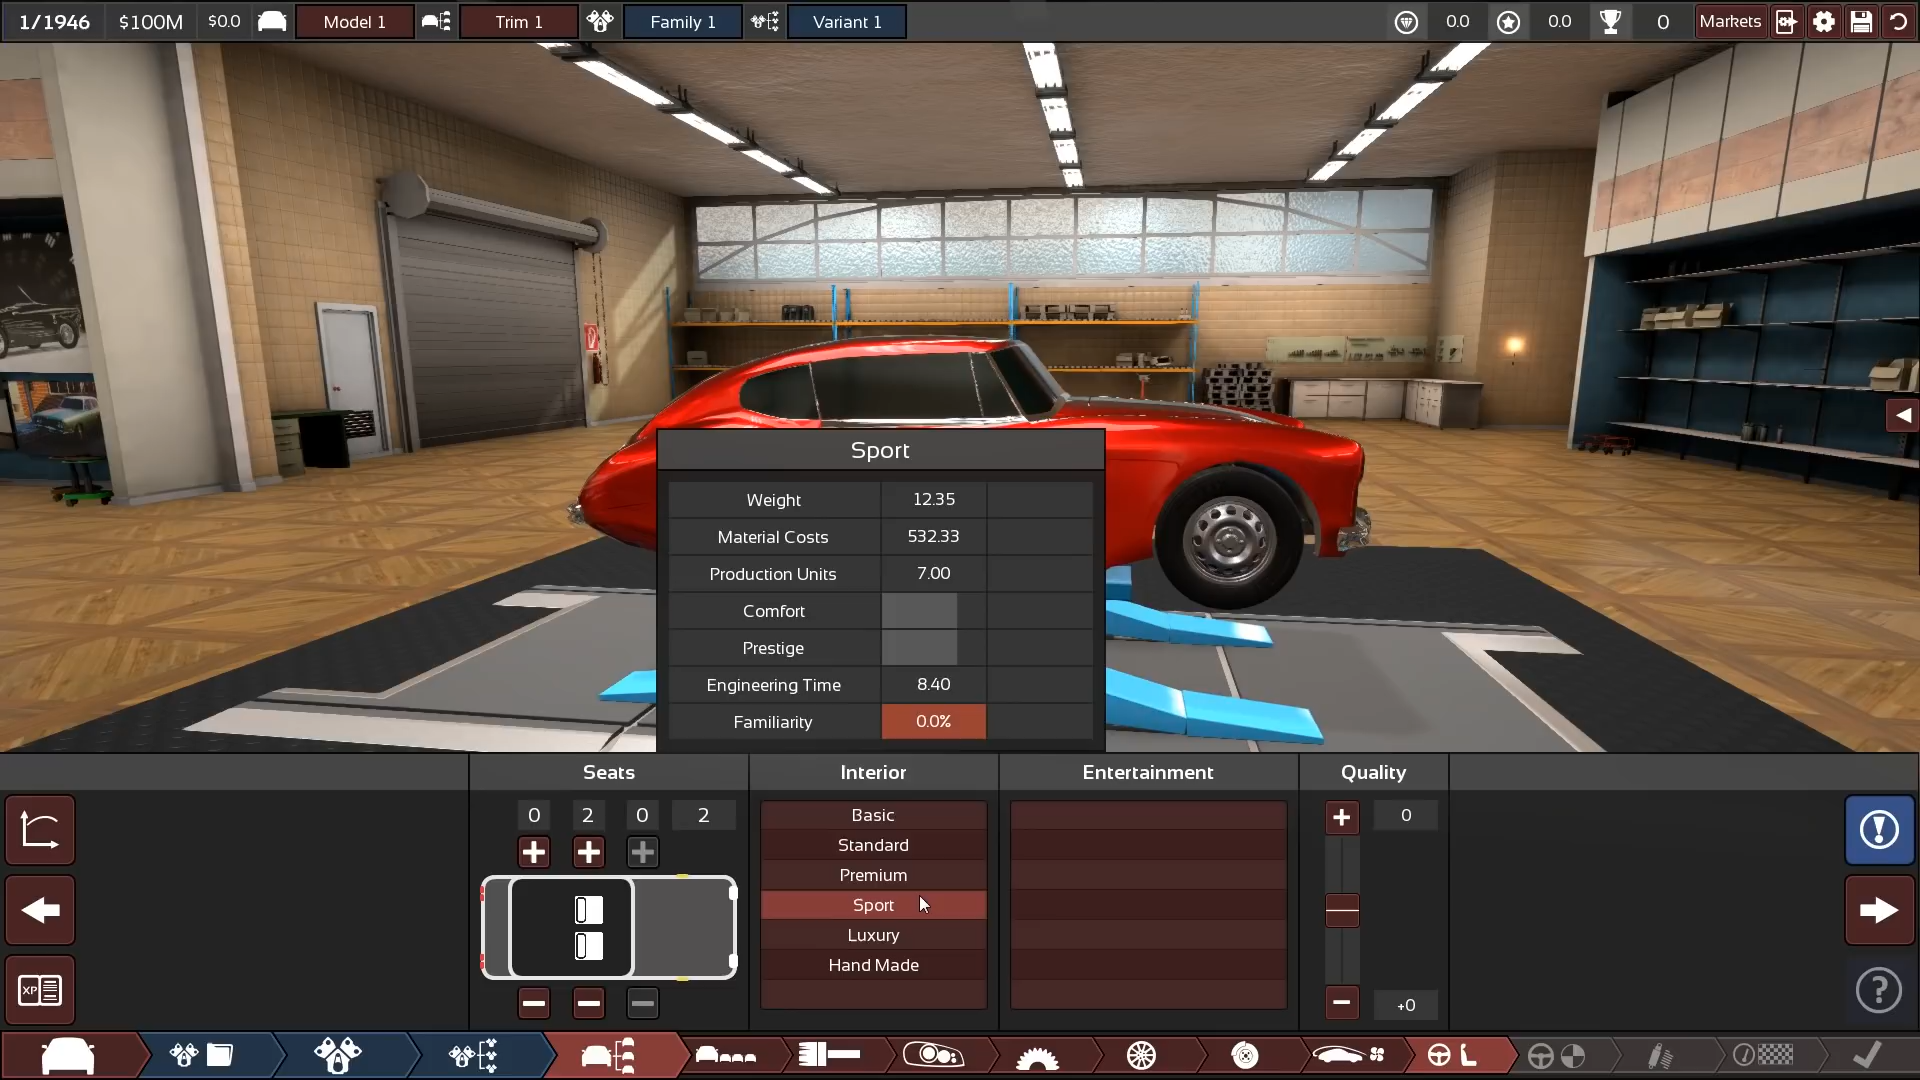 1/1946 $100M $0.0 Model 1 Trim 1 Family 1 Variant 1 0.0 0.0 0 Markets
Sport
Weight 12.35
Material Costs 532.33
Production Units 7.00
Comfort
Prestige
Engineering Time 8.40
Familiarity 0.0%
Seats Interior Entertainment Quality
0 2 0 2 Basic 0
Standard
Premium
Sport
Luxury
Hand Made
XP
+0